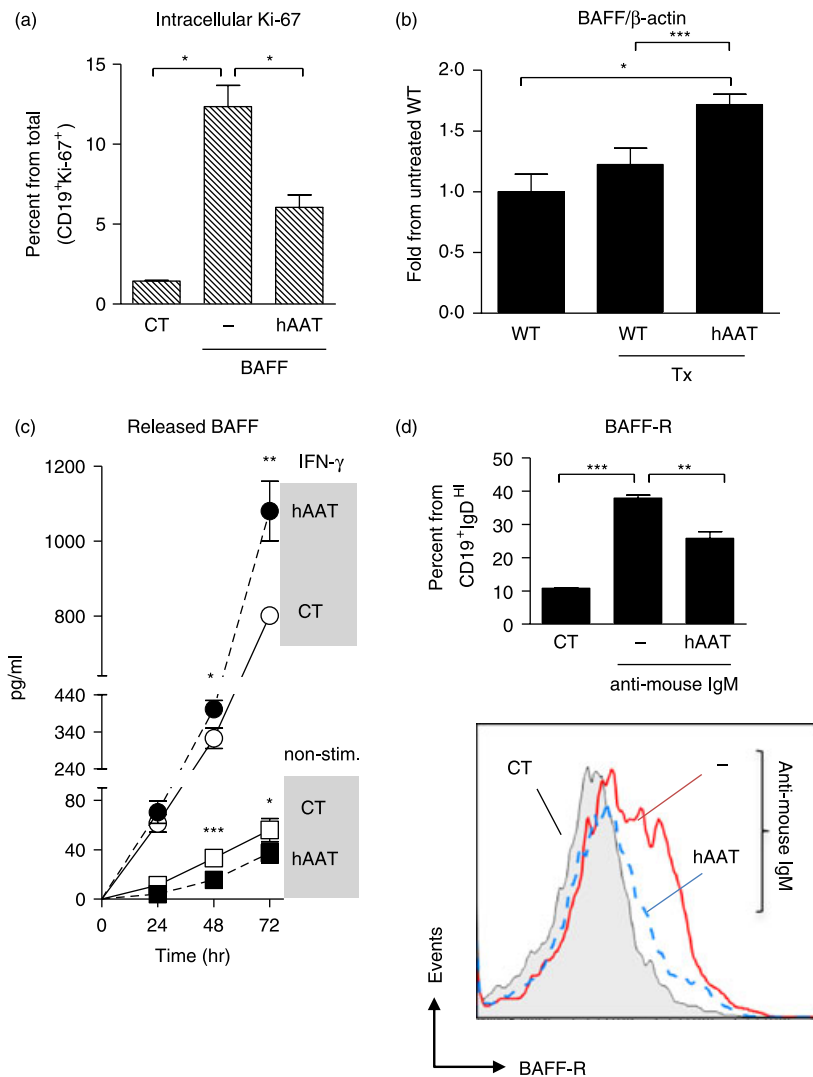 (a)
Intracellular Ki-67
Percent from total
(CD19⁺Ki-67⁺)
15
10
5
0
*
*
CT
–
hAAT
BAFF
(b)
BAFF/β-actin
Fold from untreated WT
2·0
1·5
1·0
0·5
0·0
***
*
WT
WT
hAAT
Tx
(c)
Released BAFF
pg/ml
1200
1000
800
440
340
240
80
40
0
**
IFN-γ
hAAT
CT
*
non-stim.
CT
*
***
hAAT
0
24
48
72
Time (hr)
(d)
BAFF-R
Percent from
CD19⁺IgDᴴᴵ
50
40
30
20
10
0
***
**
CT
–
hAAT
anti-mouse IgM
CT
–
hAAT
Anti-mouse IgM
Events
BAFF-R